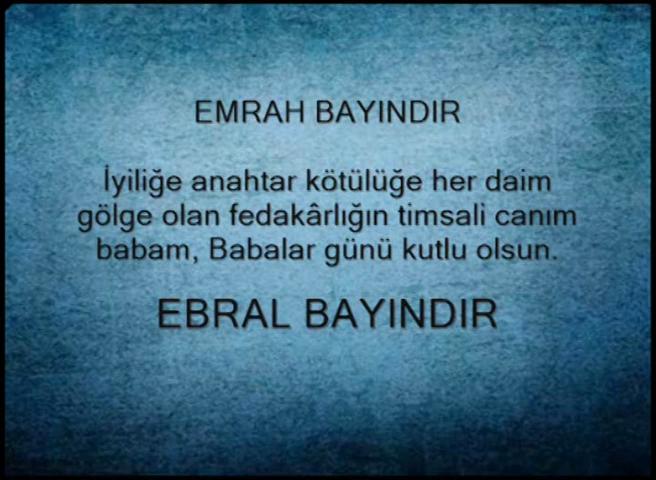 EMRAH BAYINDIR
İyiliğe anahtar kötülüğe her daim
gölge olan fedakârlığın timsali canım
babam, Babalar günü kutlu olsun.
EBRAL BAYINDIR